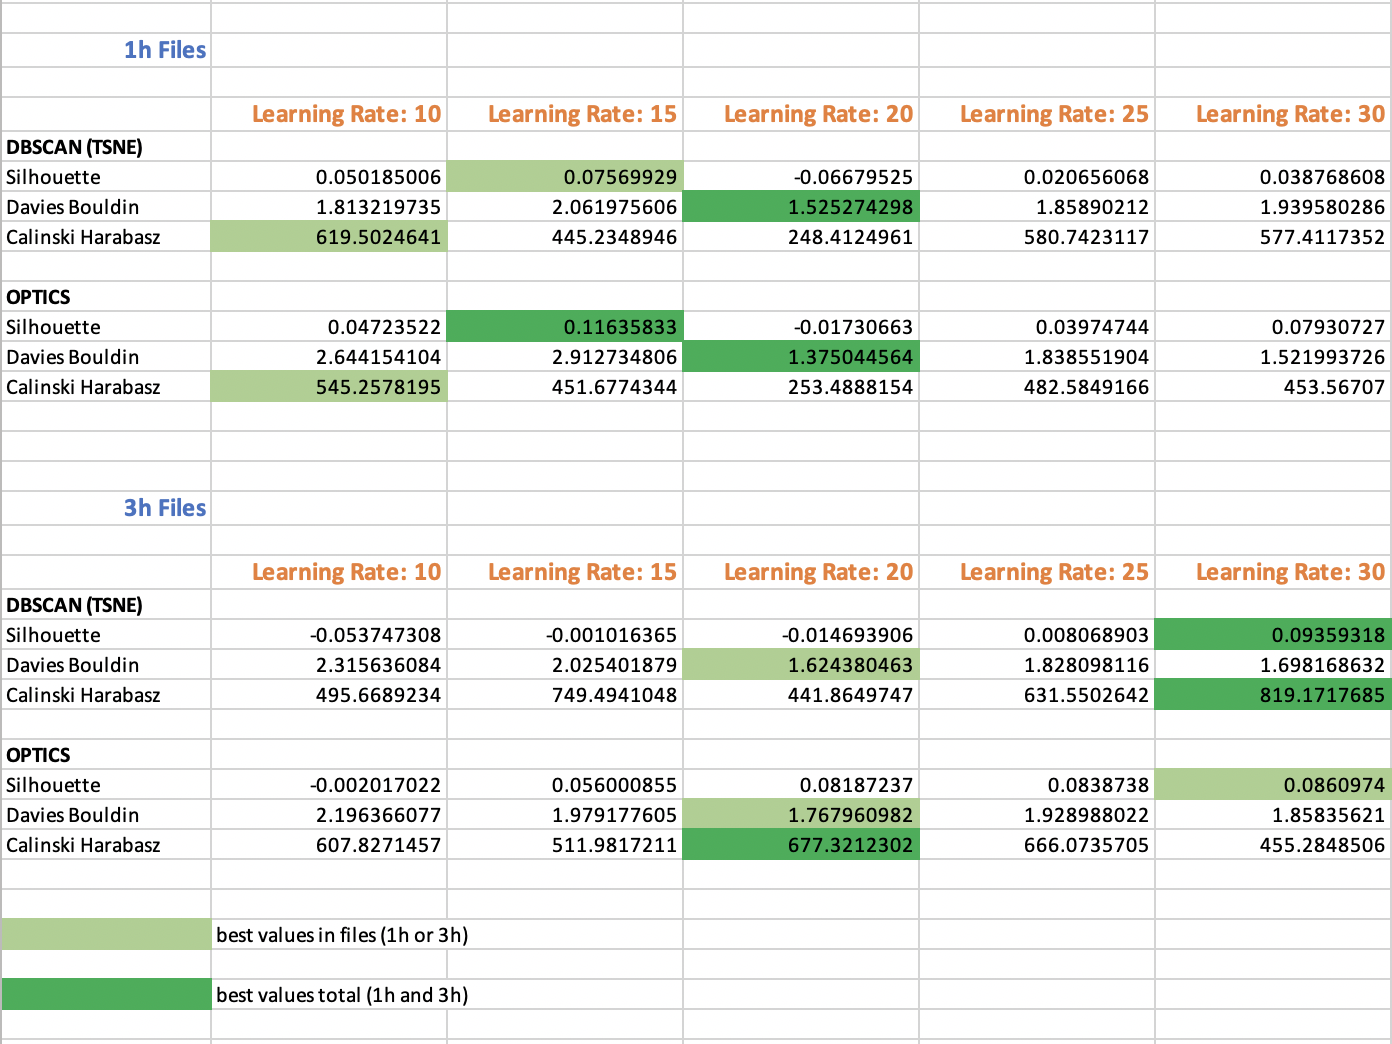 1h Files
Learning Rate: 10 Learning Rate: 15 Learning Rate: 20 Learning Rate: 25 Learning Rate: 30
DBSCAN (TSNE)
Silhouette 0.050185006 0.07569929 -0.06679525 0.020656068 0.038768608
Davies Bouldin 1.813219735 2.061975606 1.525274298 1.85890212 1.939580286
Calinski Harabasz 619.5024641 445.2348946 248.4124961 580.7423117 577.4117352
OPTICS
Silhouette 0.04723522 0.11635833 -0.01730663 0.03974744 0.07930727
Davies Bouldin 2.644154104 2.912734806 1.375044564 1.838551904 1.521993726
Calinski Harabasz 545.2578195 451.6774344 253.4888154 482.5849166 453.56707
3h Files
Learning Rate: 10 Learning Rate: 15 Learning Rate: 20 Learning Rate: 25 Learning Rate: 30
DBSCAN (TSNE)
Silhouette -0.053747308 -0.001016365 -0.014693906 0.008068903 0.09359318
Davies Bouldin 2.315636084 2.025401879 1.624380463 1.828098116 1.698168632
Calinski Harabasz 495.6689234 749.4941048 441.8649747 631.5502642 819.1717685
OPTICS
Silhouette -0.002017022 0.056000855 0.08187237 0.0838738 0.0860974
Davies Bouldin 2.196366077 1.979177605 1.767960982 1.928988022 1.85835621
Calinski Harabasz 607.8271457 511.9817211 677.3212302 666.0735705 455.2848506
best values in files (1h or 3h)
best values total (1h and 3h)